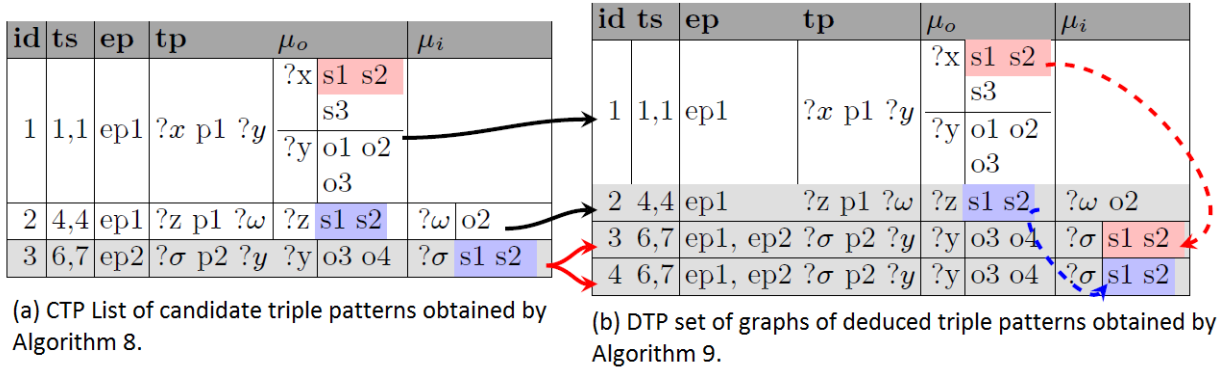 id ts ep tp μo μi
1 1,1 ep1 ?x p1 ?y ?x s1 s2
s3
?y o1 o2
o3
2 4,4 ep1 ?z p1 ?ω ?z s1 s2 ?ω o2
3 6,7 ep2 ?σ p2 ?y ?y o3 o4 ?σ s1 s2
(a) CTP List of candidate triple patterns obtained by
Algorithm 8.
id ts ep tp μo μi
1 1,1 ep1 ?x p1 ?y ?x s1 s2
s3
?y o1 o2
o3
2 4,4 ep1 ?z p1 ?ω ?z s1 s2 ?ω o2
3 6,7 ep1, ep2 ?σ p2 ?y ?y o3 o4 ?σ s1 s2
4 6,7 ep1, ep2 ?σ p2 ?y ?y o3 o4 ?σ s1 s2
(b) DTP set of graphs of deduced triple patterns obtained by
Algorithm 9.